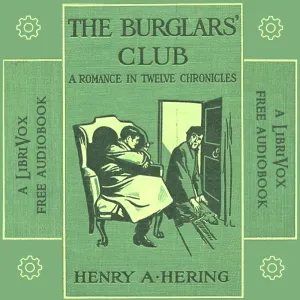 THE BURGLARS'
CLUB
A ROMANCE IN TWELVE CHRONICLES
A LIBRIVOX
FREE AUDIOBOOK
A LIBRIVOX
FREE AUDIOBOOK
HENRY A. HERING